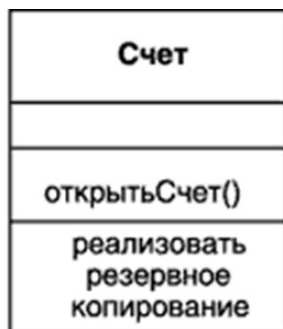 Счет
открытьСчет()
реализовать
резервное
копирование